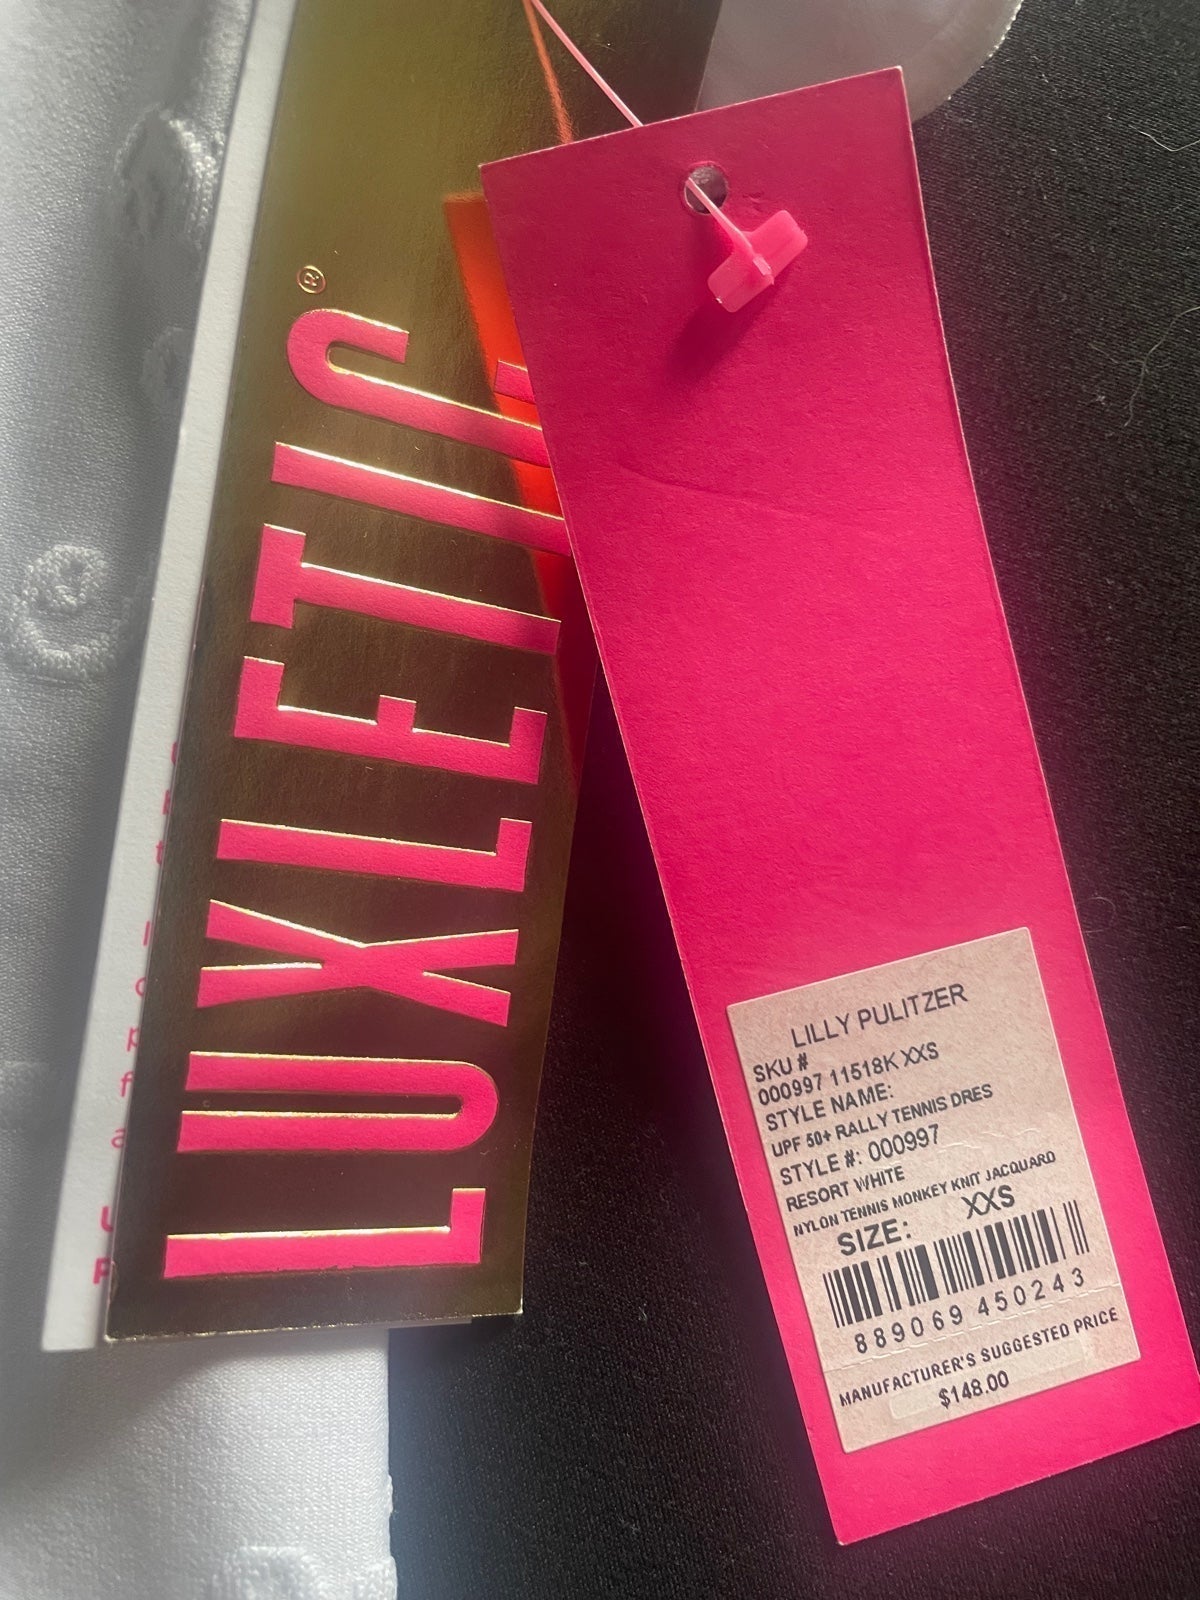 LUXLETIC®
LILLY PULITZER
SKU #
000997 11518K XXS
STYLE NAME:
UPF 50+ RALLY TENNIS DRES
STYLE #: 000997
RESORT WHITE
NYLON TENNIS MONKEY KNIT JACQUARD
SIZE: XXS
889069 450243
MANUFACTURER'S SUGGESTED PRICE
$148.00